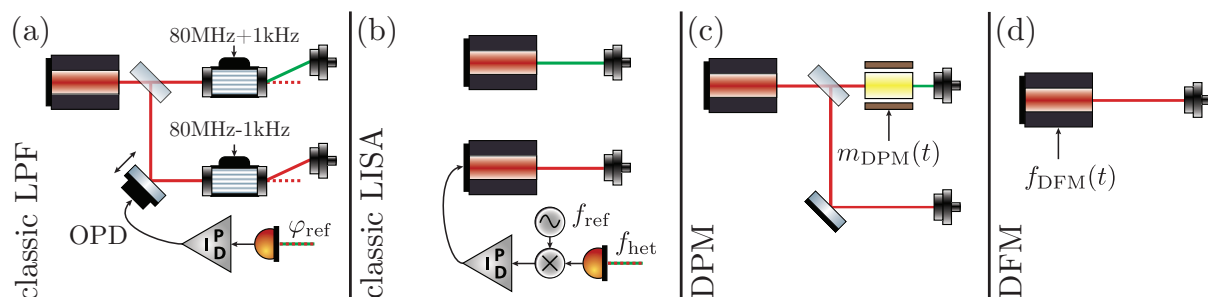 (a)
80MHz+1kHz
80MHz-1kHz
OPD
I P D
φref
classic LPF
(b)
fref
fhet
I P D
classic LISA
(c)
mDPM(t)
DPM
(d)
fDFM(t)
DFM